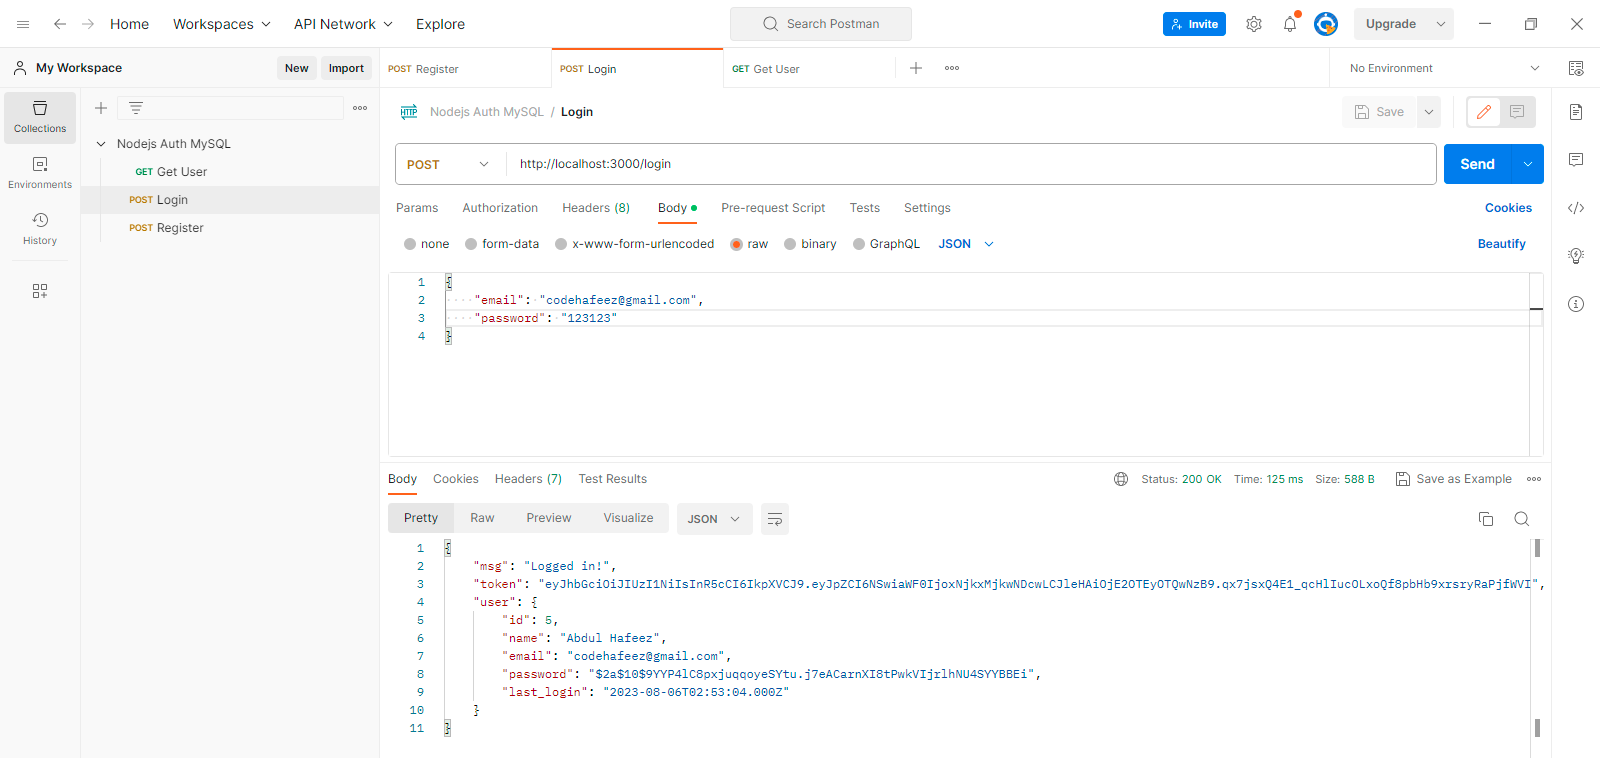 Home Workspaces API Network Explore Search Postman Invite Upgrade
My Workspace New Import POST Register POST Login GET Get User No Environment
Collections
Environments
History
Nodejs Auth MySQL
GET Get User
POST Login
POST Register
HTTP Nodejs Auth MySQL / Login Save
POST http://localhost:3000/login Send
Params Authorization Headers (8) Body Pre-request Script Tests Settings Cookies
none form-data x-www-form-urlencoded raw binary GraphQL JSON Beautify
1 {
2 "email": "codehafeez@gmail.com",
3 "password": "123123"
4 }
Body Cookies Headers (7) Test Results Status: 200 OK Time: 125 ms Size: 588 B Save as Example
Pretty Raw Preview Visualize JSON
1 {
2 "msg": "Logged in!",
3 "token": "eyJhbGciOiJIUzI1NiIsInR5cCI6IkpXVCJ9.eyJpZCI6NSwiaWF0IjoxNjkxMjkwNDcwLCJleHAiOjE2OTEyOTQwNzB9.qx7jsxQ4E1_qcHlIucOLxoQf8pbHb9xrsryRaPjfWVI",
4 "user": {
5 "id": 5,
6 "name": "Abdul Hafeez",
7 "email": "codehafeez@gmail.com",
8 "password": "$2a$10$9YYP4lC8pxjuqqoyeSYtu.j7eACarnXI8tPwkVIjrlhNU4SYYBBEi",
9 "last_login": "2023-08-06T02:53:04.000Z"
10 }
11 }